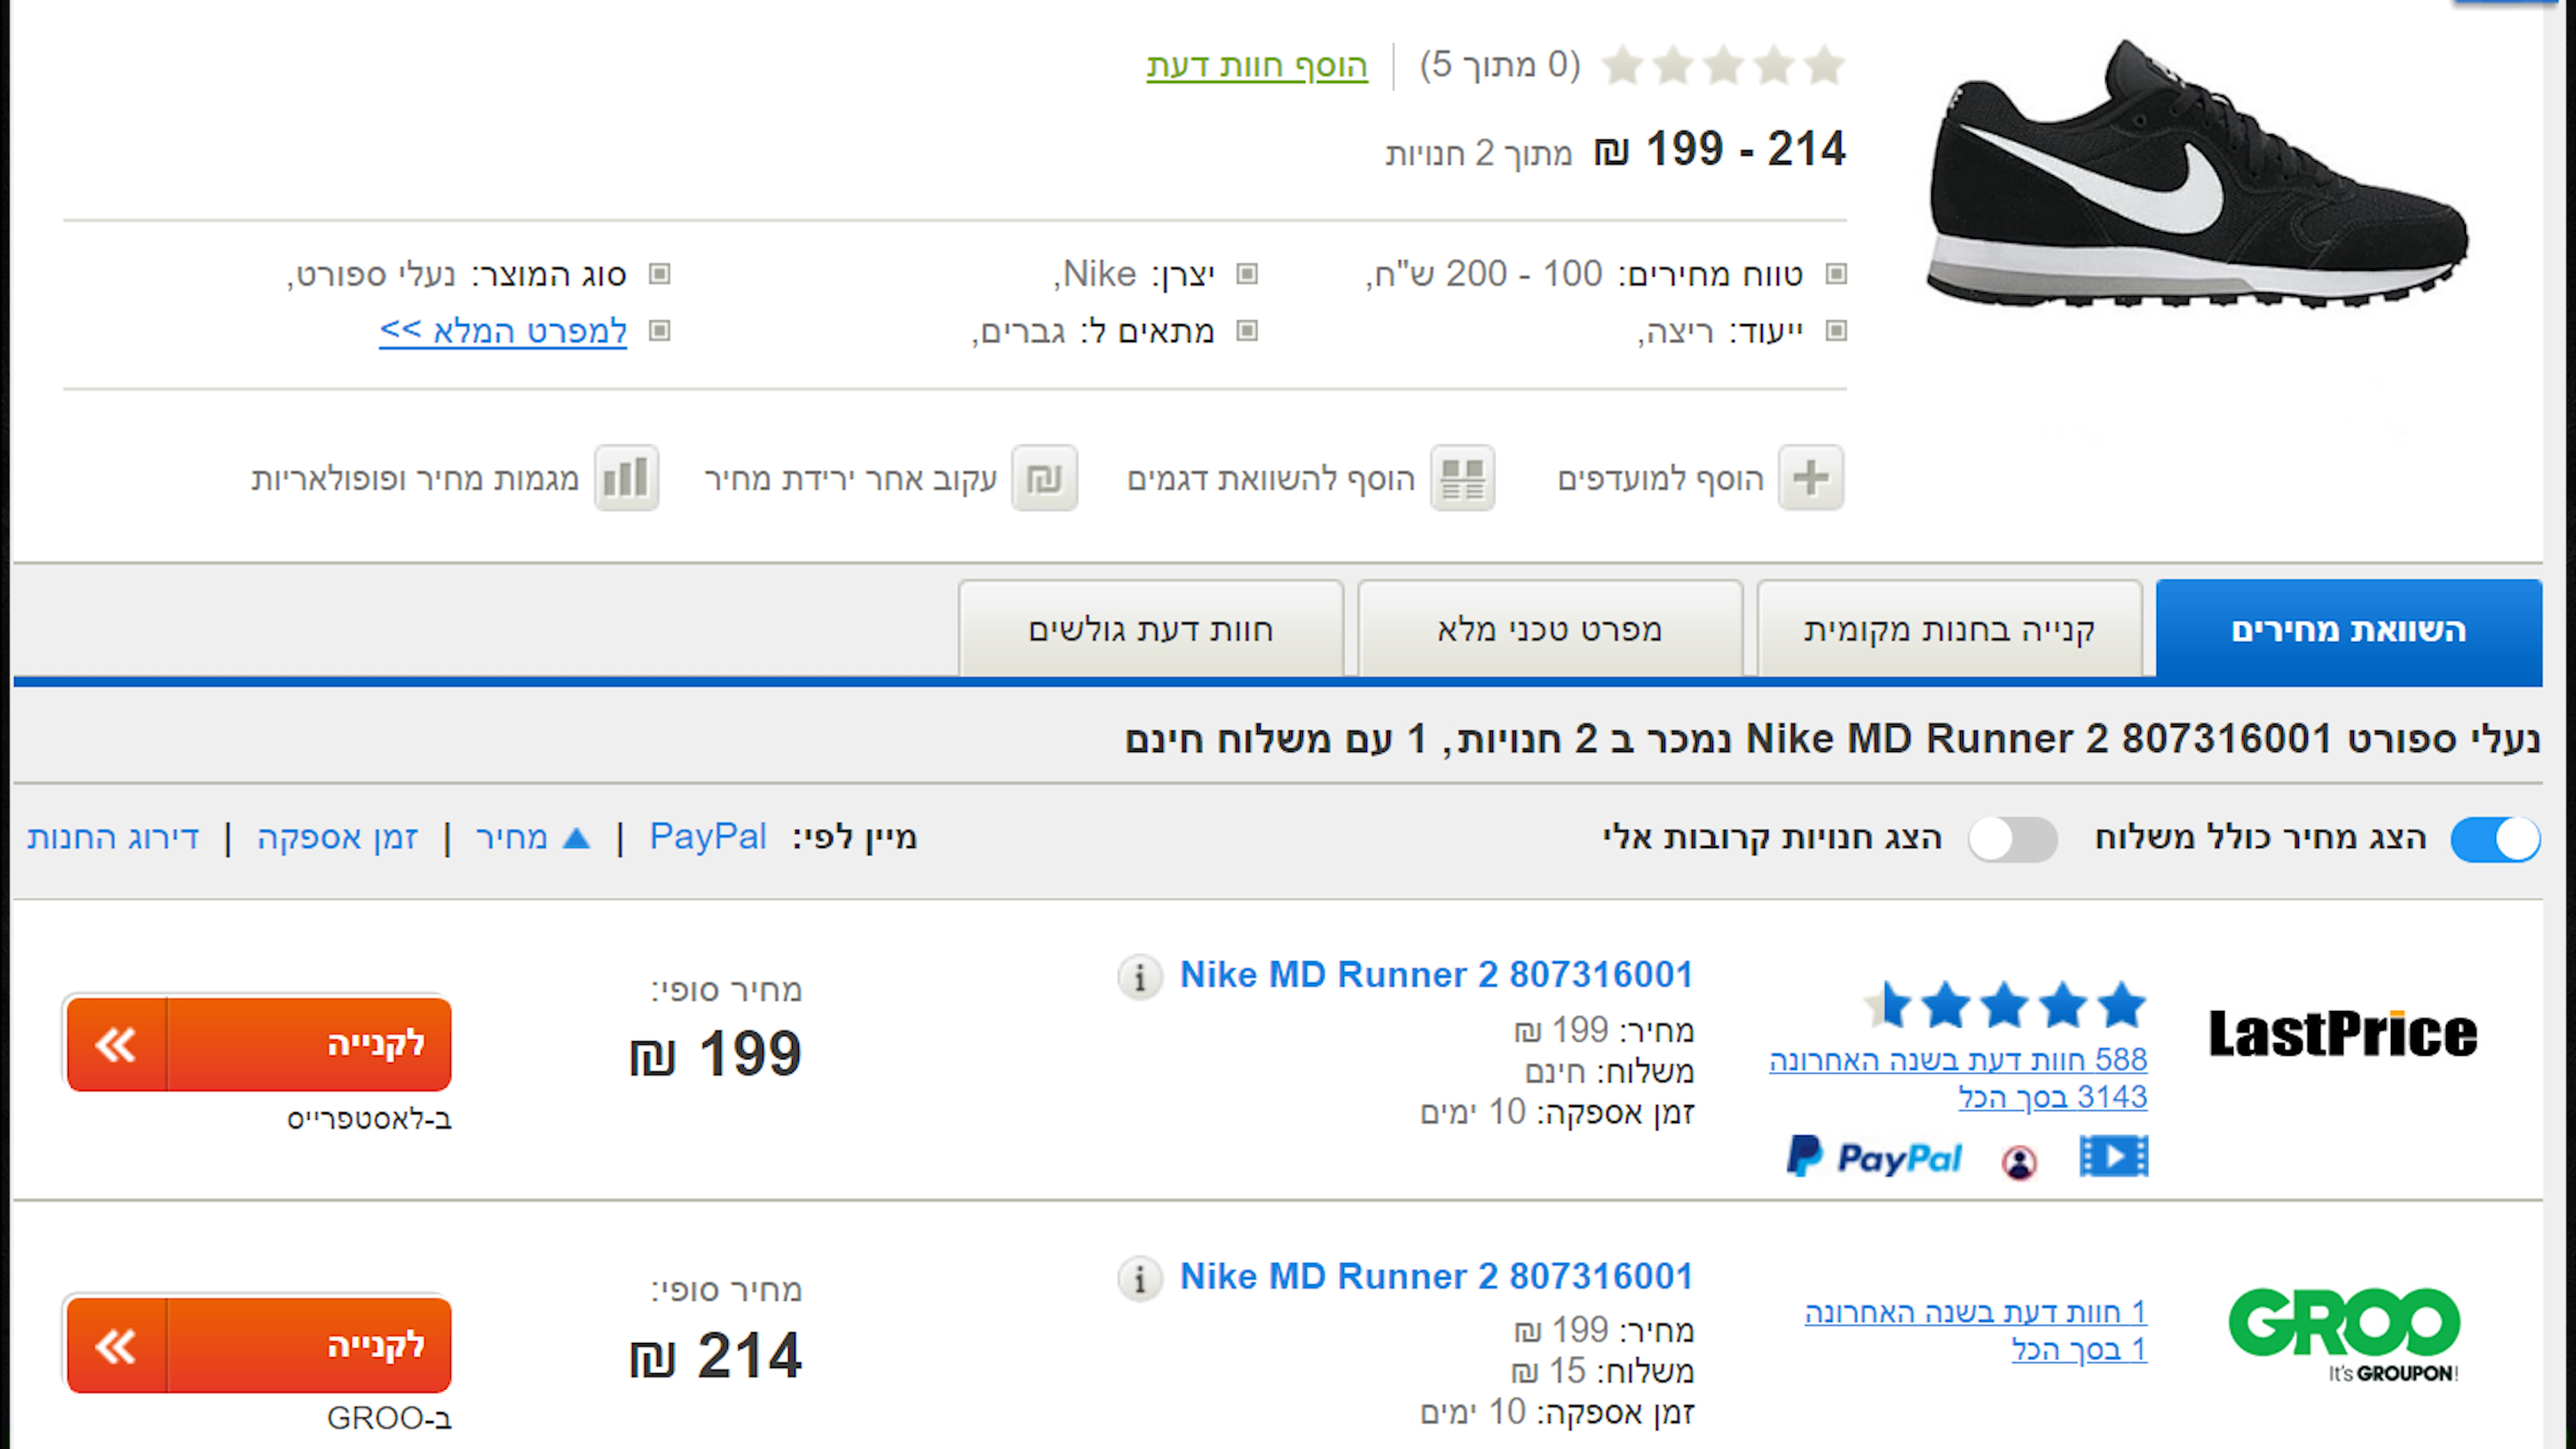 (0 מתוך 5) | הוסף חוות דעת
214 - 199 ₪ מתוך 2 חנויות
טווח מחירים: 100 - 200 ש"ח,
יצרן: Nike,
סוג המוצר: נעלי ספורט,
ייעוד: ריצה,
מתאים ל: גברים,
למפרט המלא >>
הוסף למועדפים
הוסף להשוואת דגמים
עקוב אחר ירידת מחיר
מגמות מחיר ופופולאריות
השוואת מחירים
קנייה בחנות מקומית
מפרט טכני מלא
חוות דעת גולשים
נעלי ספורט Nike MD Runner 2 807316001 נמכר ב 2 חנויות, 1 עם משלוח חינם
הצג מחיר כולל משלוח
הצג חנויות קרובות אלי
מיין לפי: PayPal | מחיר | זמן אספקה | דירוג החנות
LastPrice
588 חוות דעת בשנה האחרונה
3143 בסך הכל
PayPal
Nike MD Runner 2 807316001
מחיר: 199 ₪
משלוח: חינם
זמן אספקה: 10 ימים
מחיר סופי:
199 ₪
לקנייה
ב-לאסטפרייס
GROO
It's GROUPON!
1 חוות דעת בשנה האחרונה
1 בסך הכל
Nike MD Runner 2 807316001
מחיר: 199 ₪
משלוח: 15 ₪
זמן אספקה: 10 ימים
מחיר סופי:
214 ₪
לקנייה
ב-GROO